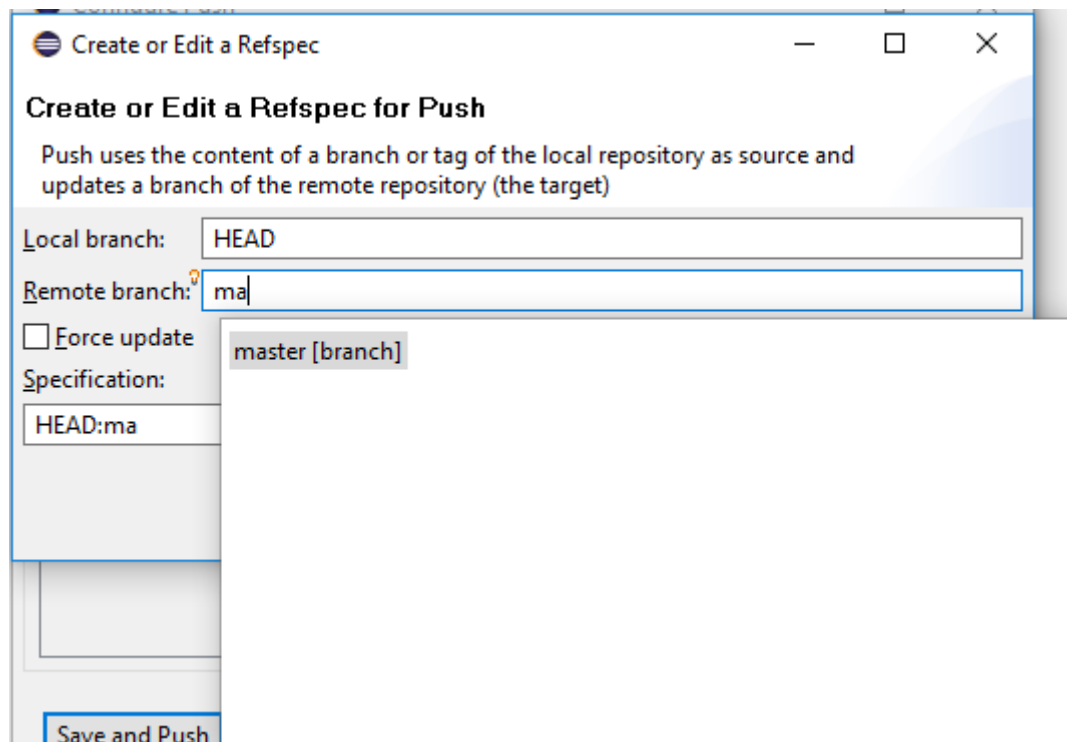 Configure Push
Create or Edit a Refspec
Create or Edit a Refspec for Push
Push uses the content of a branch or tag of the local repository as source and
updates a branch of the remote repository (the target)
Local branch: HEAD
Remote branch: ma
Force update
master [branch]
Specification:
HEAD:ma
Save and Push